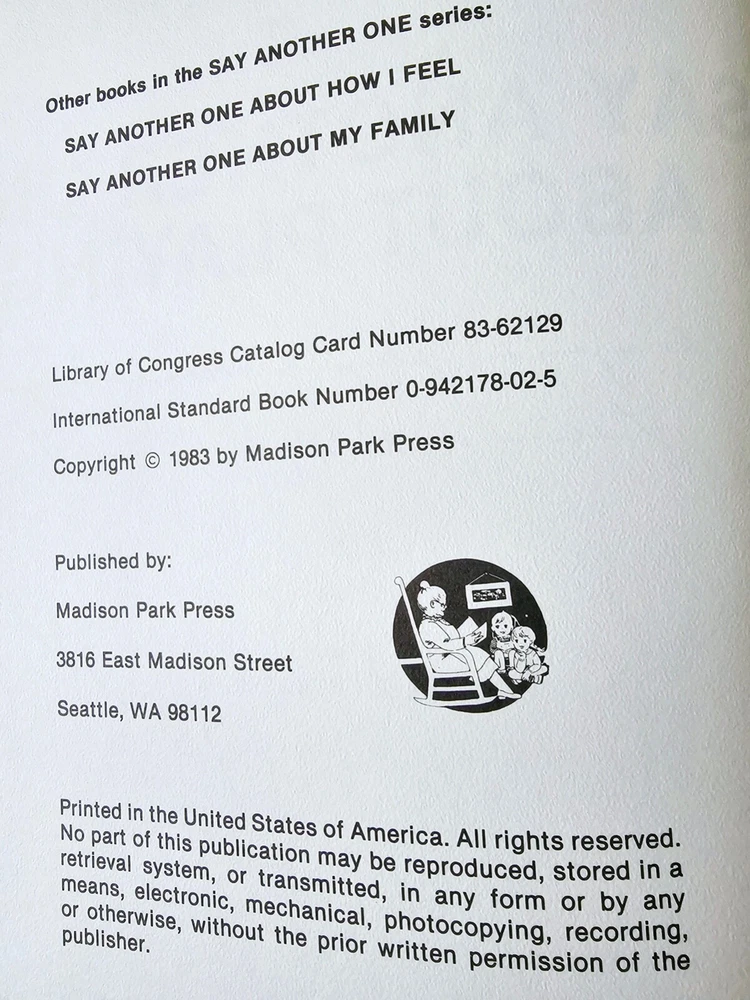 Other books in the SAY ANOTHER ONE series:
SAY ANOTHER ONE ABOUT HOW I FEEL
SAY ANOTHER ONE ABOUT MY FAMILY
Library of Congress Catalog Card Number 83-62129
International Standard Book Number 0-942178-02-5
Copyright © 1983 by Madison Park Press
Published by:
Madison Park Press
3816 East Madison Street
Seattle, WA 98112
Printed in the United States of America. All rights reserved.
No part of this publication may be reproduced, stored in a
retrieval system, or transmitted, in any form or by any
means, electronic, mechanical, photocopying, recording,
or otherwise, without the prior written permission of the
publisher.